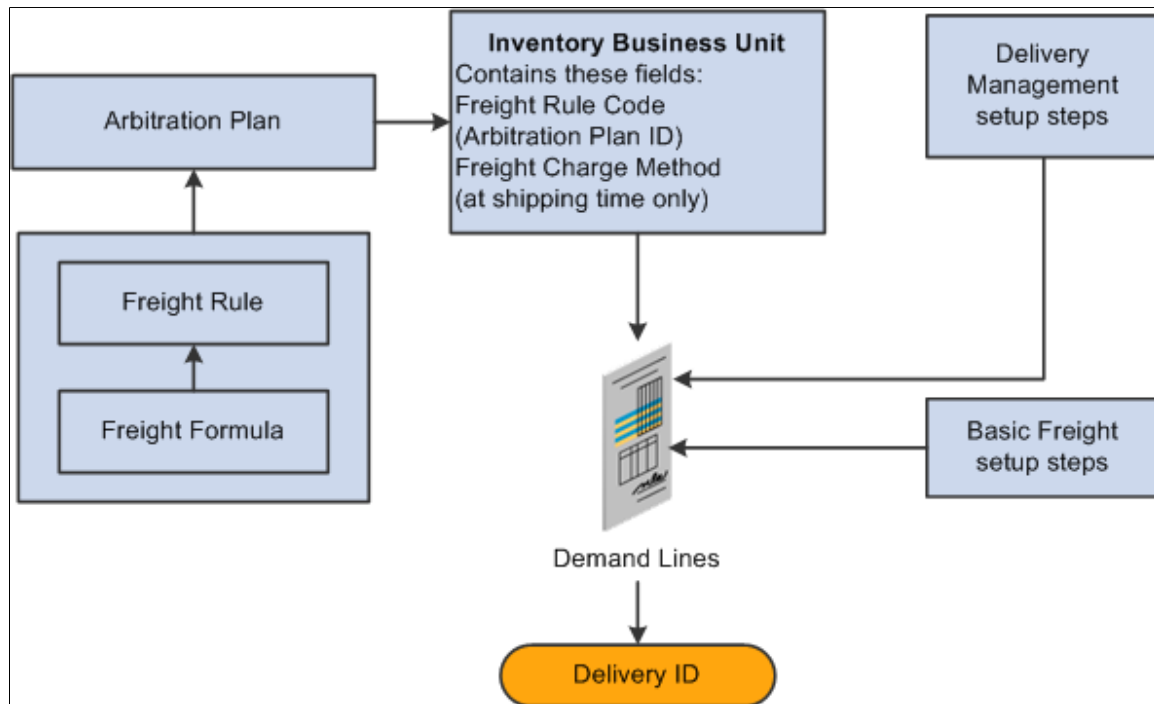 Inventory Business Unit
Contains these fields:
Freight Rule Code
(Arbitration Plan ID)
Freight Charge Method
(at shipping time only)
Delivery
Management
setup steps
Arbitration Plan
Freight Rule
Freight Formula
Basic Freight
setup steps
Demand Lines
Delivery ID